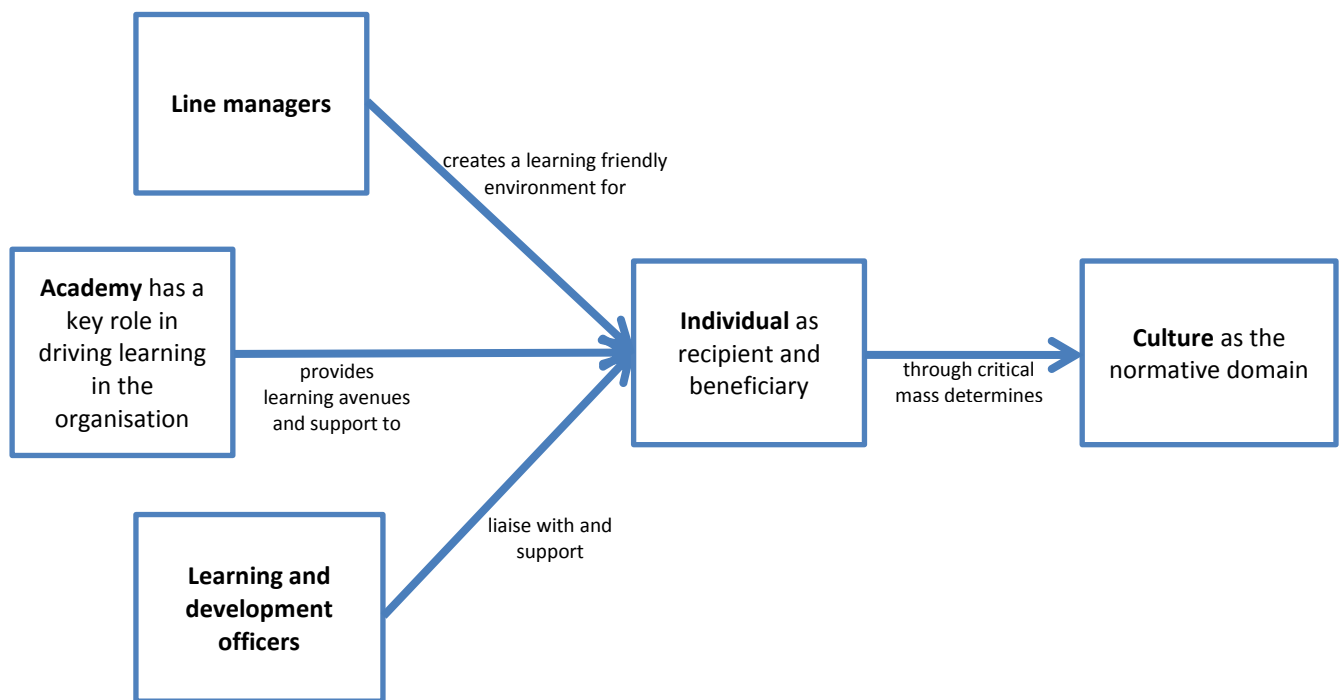 Line managers
creates a learning friendly
environment for
Academy has a
key role in
driving learning
in the
organisation
provides
learning avenues
and support to
Individual as
recipient and
beneficiary
through critical
mass determines
Culture as the
normative domain
liaise with and
support
Learning and
development
officers